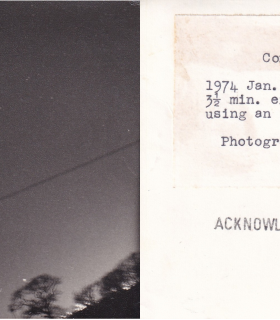 Co
1974 Jan.
3½ min. e
using an
Photogr
ACKNOWL